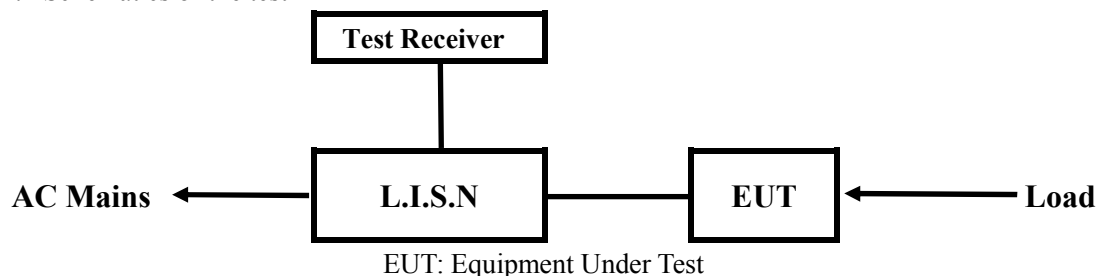 Test Receiver
AC Mains L.I.S.N EUT Load
EUT: Equipment Under Test